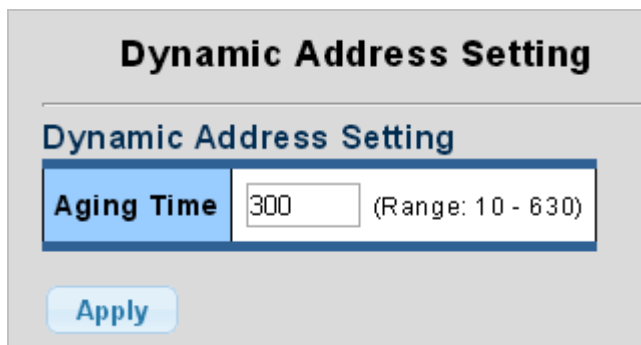 Dynamic Address Setting
Dynamic Address Setting
Aging Time 300 (Range: 10 - 630)
Apply